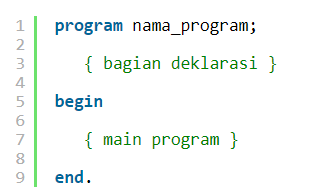 1 program nama_program;
2
3 { bagian deklarasi }
4
5 begin
6
7 { main program }
8
9 end.